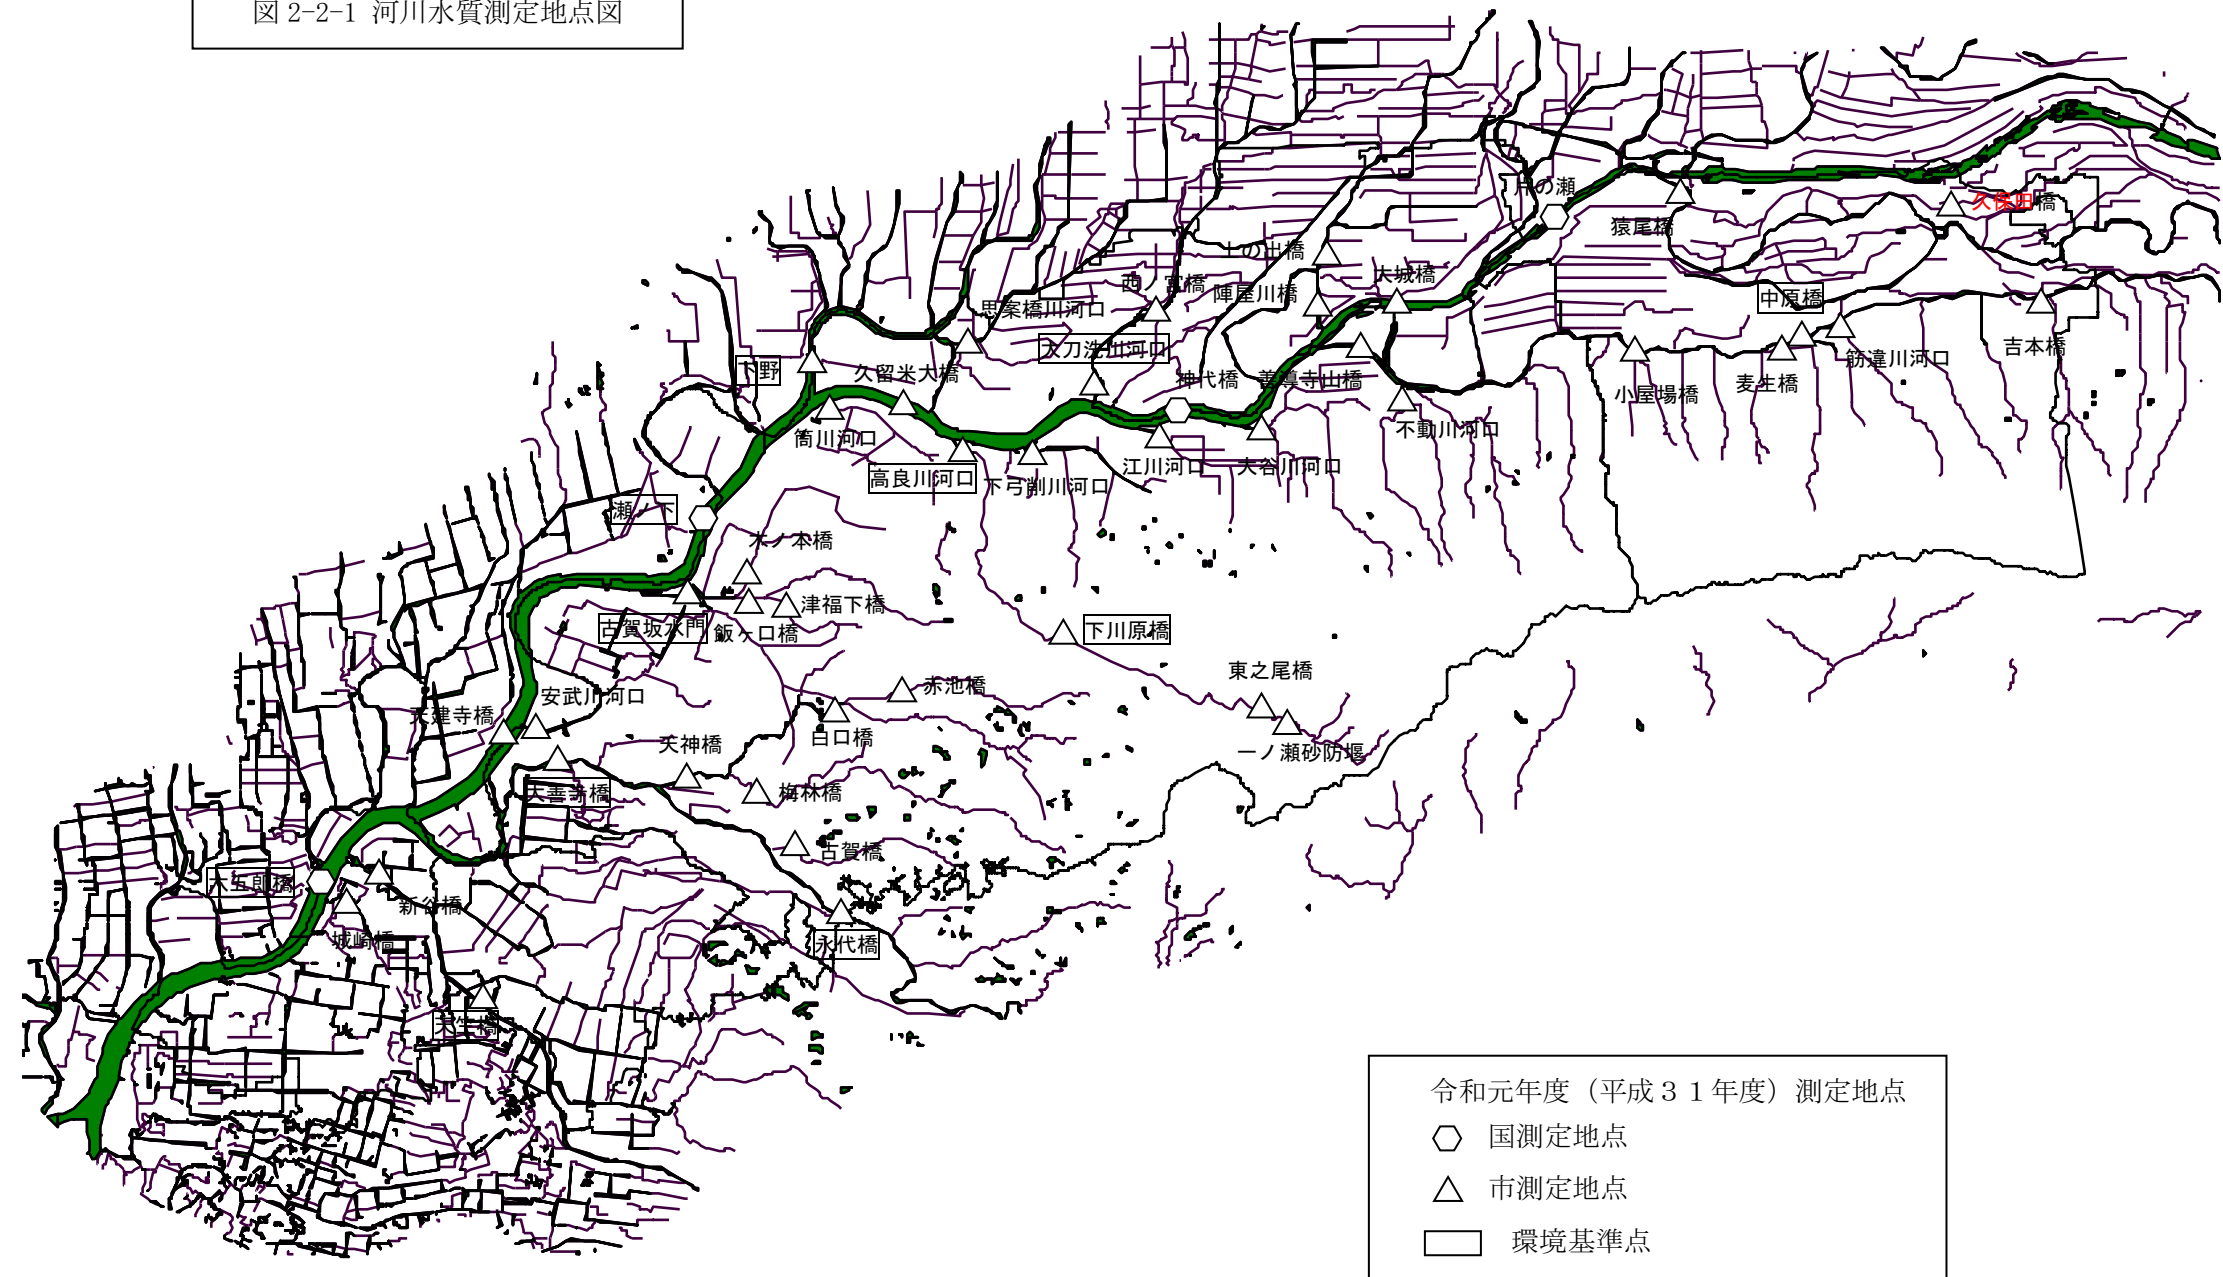 図 2-2-1 河川水質測定地点図
片の瀬
久保田橋
猿尾橋
上の出橋
大城橋
西ノ宮橋
陣屋川橋
中原橋
思案橋川河口
太刀洗川河口
吉本橋
筋違川河口
下野
久留米大橋
神代橋
善導寺山橋
麦生橋
小屋場橋
筒川河口
不動川河口
高良川河口
下弓削川河口
江川河口
大谷川河口
瀬ノ下
木ノ本橋
津福下橋
古賀坂水門
飯ヶ口橋
下川原橋
東之尾橋
赤池橋
安武川河口
天建寺橋
白口橋
天神橋
一ノ瀬砂防堰
大善寺橋
梅林橋
古賀橋
六五郎橋
新谷橋
城崎橋
永代橋
天竺橋
令和元年度（平成３１年度）測定地点
国測定地点
市測定地点
環境基準点